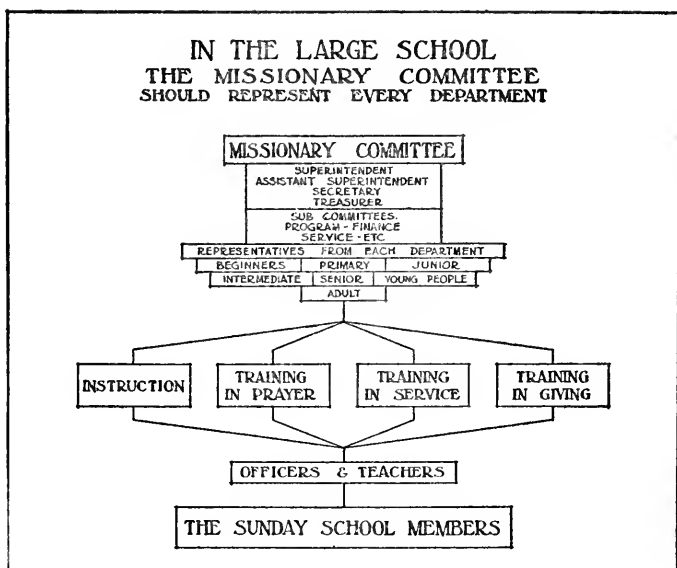 IN THE LARGE SCHOOL
THE MISSIONARY COMMITTEE
SHOULD REPRESENT EVERY DEPARTMENT
MISSIONARY COMMITTEE
SUPERINTENDENT
ASSISTANT SUPERINTENDENT
SECRETARY
TREASURER
SUB COMMITTEES.
PROGRAM - FINANCE
SERVICE - ETC
REPRESENTATIVES FROM EACH DEPARTMENT
BEGINNERS PRIMARY JUNIOR
INTERMEDIATE SENIOR YOUNG PEOPLE
ADULT
INSTRUCTION
TRAINING
IN PRAYER
TRAINING
IN SERVICE
TRAINING
IN GIVING
OFFICERS & TEACHERS
THE SUNDAY SCHOOL MEMBERS